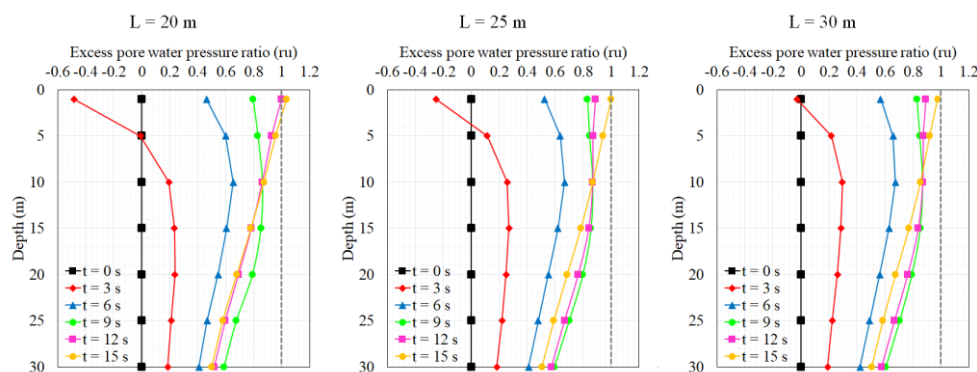 L = 20 m
Excess pore water pressure ratio (ru)
-0.6 -0.4 -0.2 0 0.2 0.4 0.6 0.8 1 1.2
0
5
10
15
20
25
30
Depth (m)
t = 0 s
t = 3 s
t = 6 s
t = 9 s
t = 12 s
t = 15 s
L = 25 m
Excess pore water pressure ratio (ru)
-0.6 -0.4 -0.2 0 0.2 0.4 0.6 0.8 1 1.2
0
5
10
15
20
25
30
Depth (m)
t = 0 s
t = 3 s
t = 6 s
t = 9 s
t = 12 s
t = 15 s
L = 30 m
Excess pore water pressure ratio (ru)
-0.6 -0.4 -0.2 0 0.2 0.4 0.6 0.8 1 1.2
0
5
10
15
20
25
30
Depth (m)
t = 0 s
t = 3 s
t = 6 s
t = 9 s
t = 12 s
t = 15 s